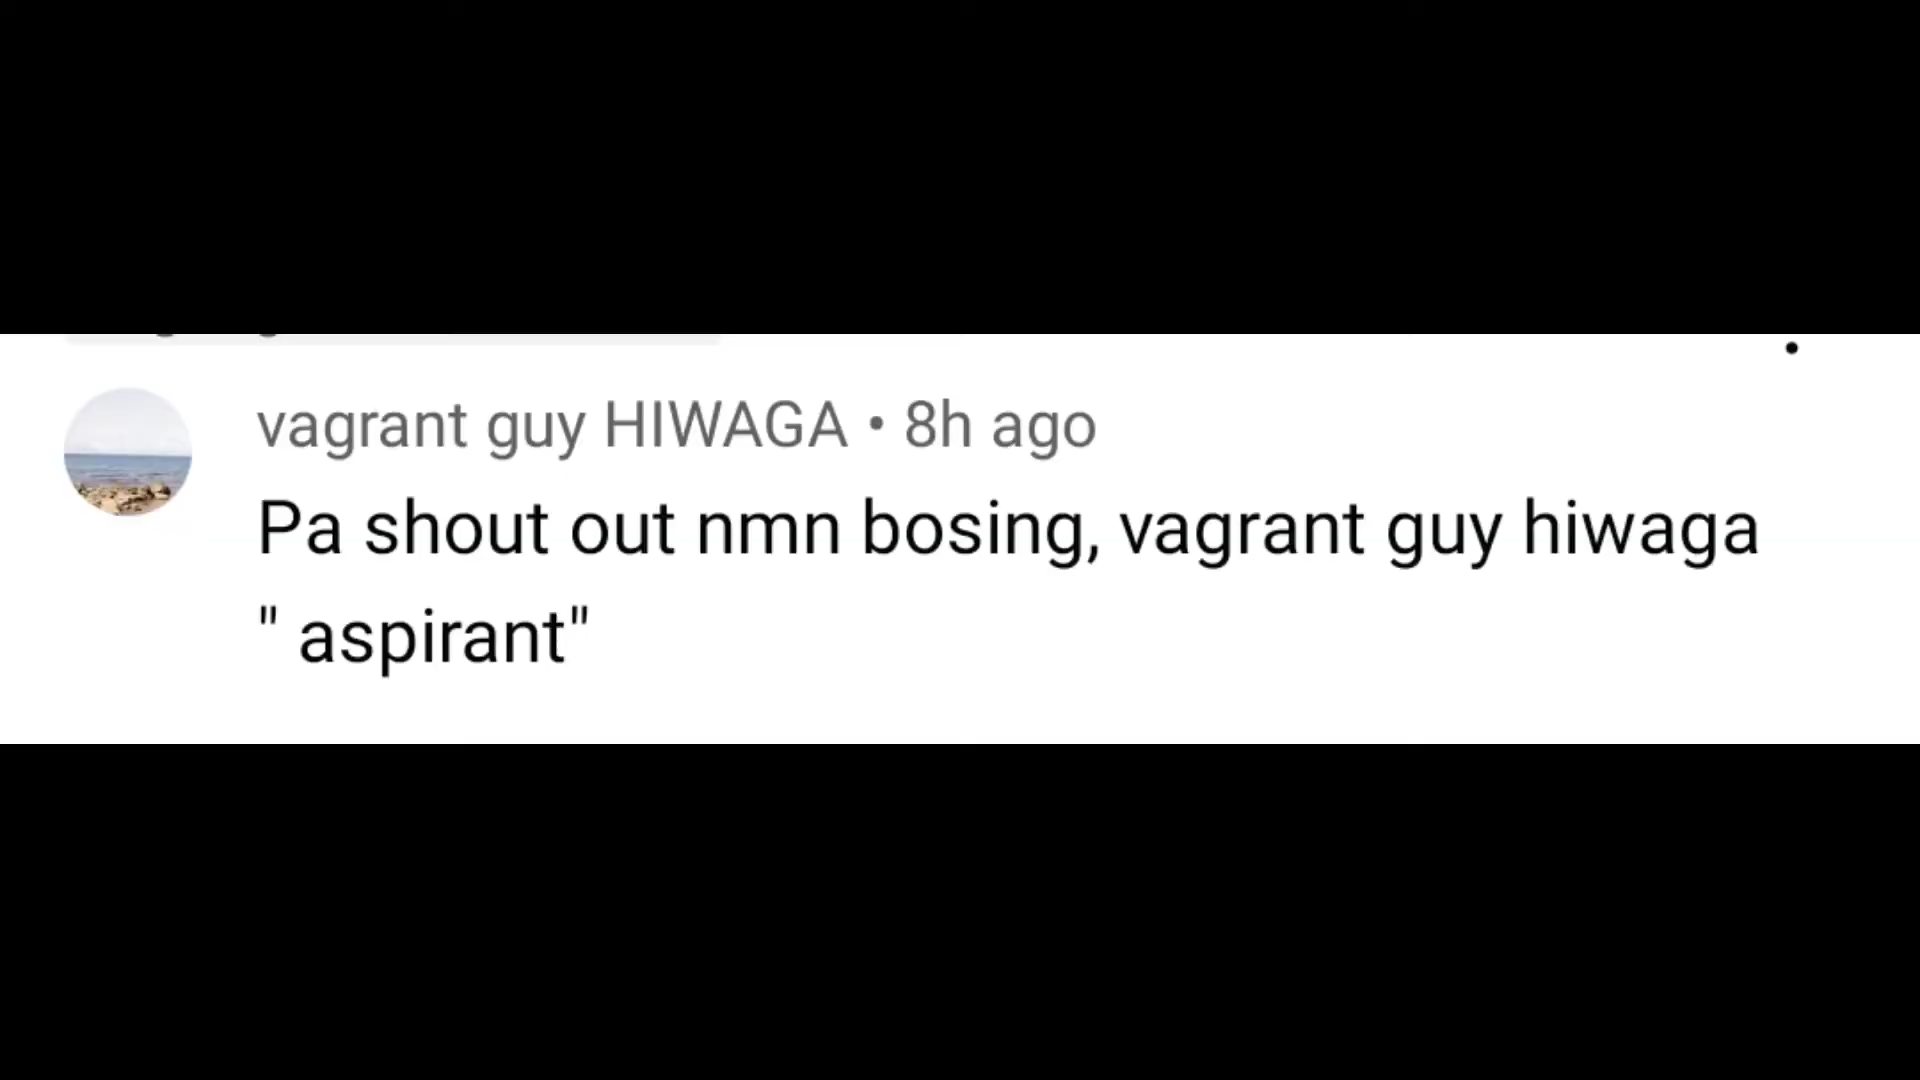 vagrant guy HIWAGA • 8h ago
Pa shout out nmn bosing, vagrant guy hiwaga
" aspirant"